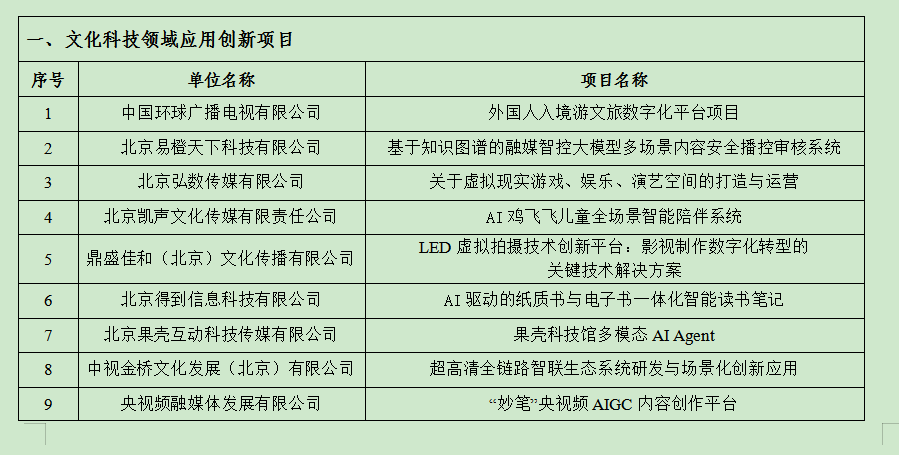 一、文化科技领域应用创新项目
序号 单位名称 项目名称
1 中国环球广播电视有限公司 外国人入境游文旅数字化平台项目
2 北京易橙天下科技有限公司 基于知识图谱的融媒智控大模型多场景内容安全播控审核系统
3 北京弘数传媒有限公司 关于虚拟现实游戏、娱乐、演艺空间的打造与运营
4 北京凯声文化传媒有限责任公司 AI 鸡飞飞儿童全场景智能陪伴系统
5 鼎盛佳和（北京）文化传播有限公司 LED 虚拟拍摄技术创新平台：影视制作数字化转型的
关键技术解决方案
6 北京得到信息科技有限公司 AI 驱动的纸质书与电子书一体化智能读书笔记
7 北京果壳互动科技传媒有限公司 果壳科技馆多模态 AI Agent
8 中视金桥文化发展（北京）有限公司 超高清全链路智联生态系统研发与场景化创新应用
9 央视频融媒体发展有限公司 “妙笔”央视频 AIGC 内容创作平台